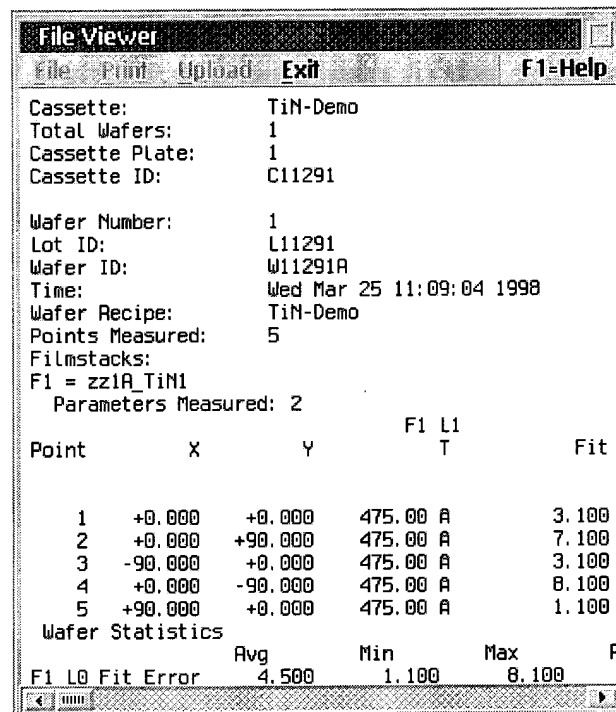 File Viewer
File Print Upload Exit F1=Help
Cassette: TiN-Demo
Total Wafers: 1
Cassette Plate: 1
Cassette ID: C11291
Wafer Number: 1
Lot ID: L11291
Wafer ID: W11291A
Time: Wed Mar 25 11:09:04 1998
Wafer Recipe: TiN-Demo
Points Measured: 5
Filmstacks:
F1 = zz1A_TiN1
Parameters Measured: 2
F1 L1
Point X Y T Fit
1 +0.000 +0.000 475.00 A 3.100
2 +0.000 +90.000 475.00 A 7.100
3 -90.000 +0.000 475.00 A 3.100
4 +0.000 -90.000 475.00 A 8.100
5 +90.000 +0.000 475.00 A 1.100
Wafer Statistics
Avg Min Max
F1 L0 Fit Error 4.500 1.100 8.100